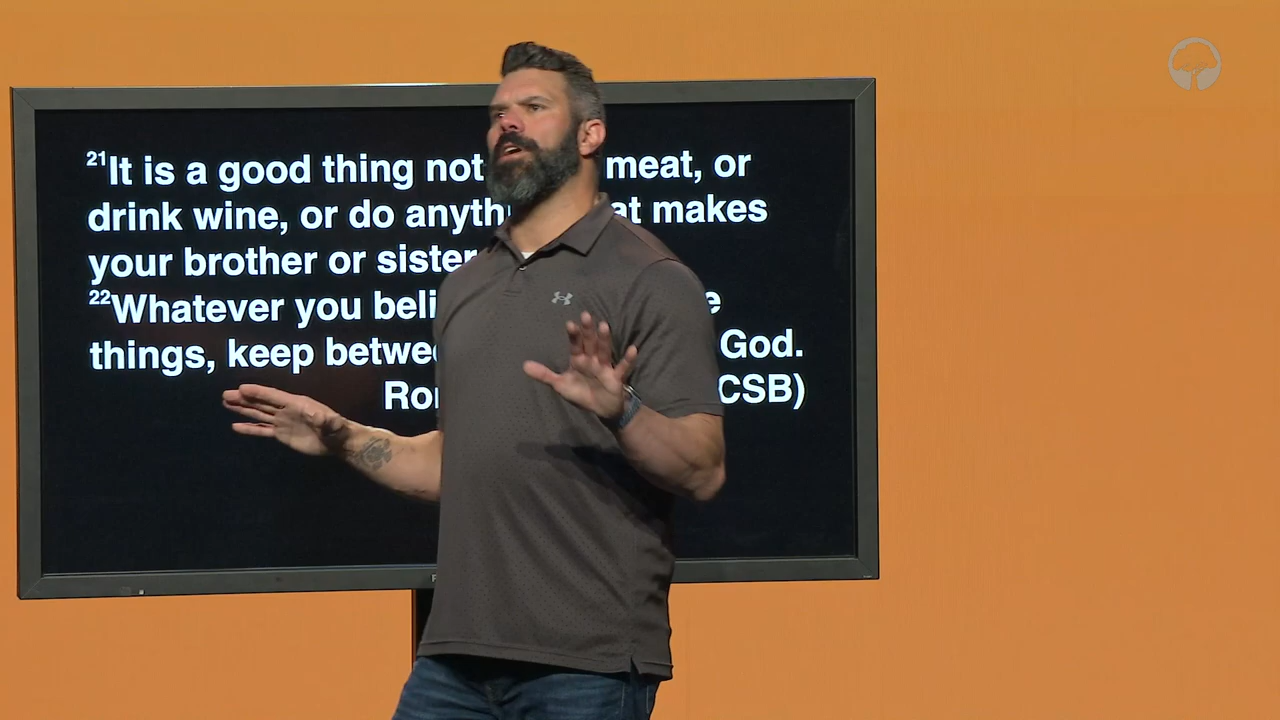 21It is a good thing not meat, or
drink wine, or do anyth at makes
your brother or sister
22Whatever you beli e
things, keep betwe God.
Ro CSB)